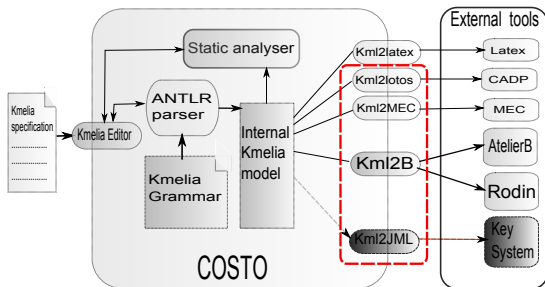 External tools
Static analyser
Kml2latex
Latex
Kml2lotos
CADP
Kmelia
specification
Kmelia Editor
ANTLR
parser
Kml2MEC
MEC
Internal
Kmelia
model
AtelierB
Kml2B
Kmelia
Grammar
Rodin
Kml2JML
Key
System
COSTO